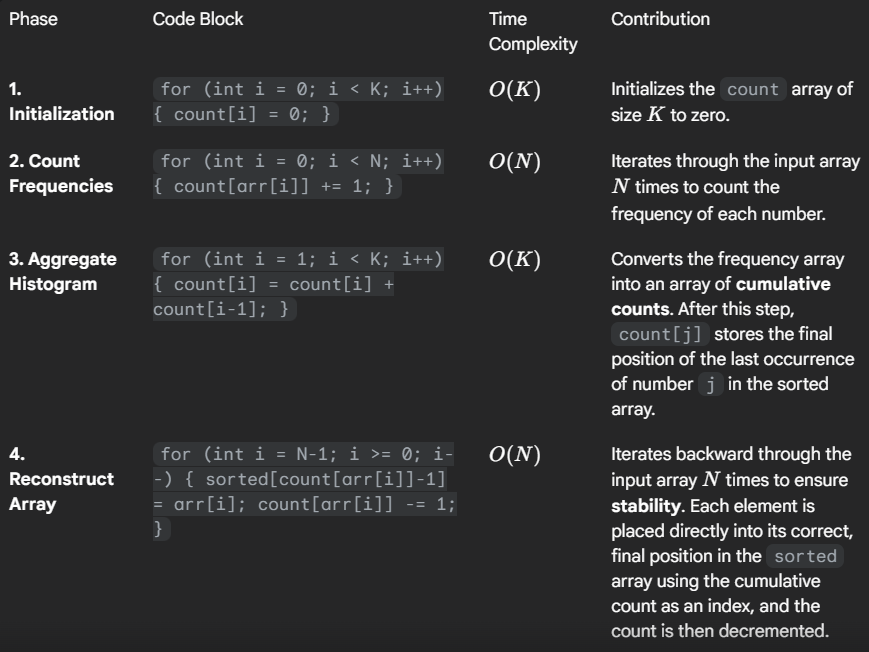 Phase Code Block Time Complexity Contribution
1. Initialization
for (int i = 0; i < K; i++)
{ count[i] = 0; }
O(K)
Initializes the count array of
size K to zero.
2. Count
Frequencies
for (int i = 0; i < N; i++)
{ count[arr[i]] += 1; }
O(N)
Iterates through the input array
N times to count the
frequency of each number.
3. Aggregate
Histogram
for (int i = 1; i < K; i++)
{ count[i] = count[i] +
count[i-1]; }
O(K)
Converts the frequency array
into an array of cumulative
counts. After this step,
count[j] stores the final
position of the last occurrence
of number j in the sorted
array.
4.
Reconstruct
Array
for (int i = N-1; i >= 0; i-
-) { sorted[count[arr[i]]-1]
= arr[i]; count[arr[i]] -= 1;
}
O(N)
Iterates backward through the
input array N times to ensure
stability. Each element is
placed directly into its correct,
final position in the sorted
array using the cumulative
count as an index, and the
count is then decremented.